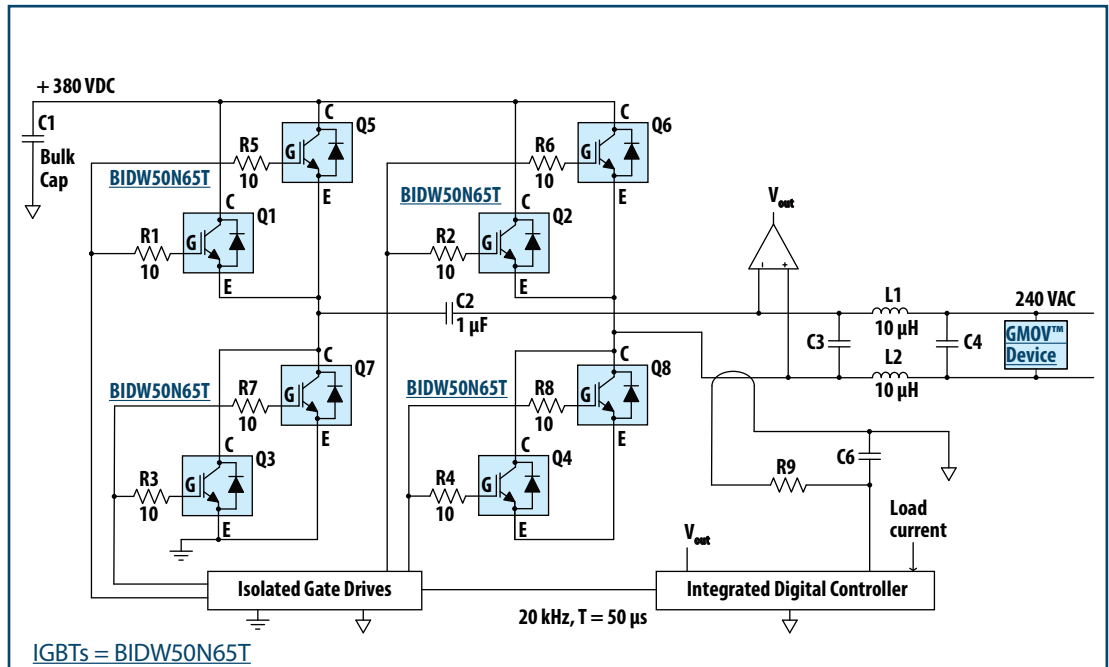 + 380 VDC
C1
Bulk
Cap
C
Q5
G
R5
10
E
BIDW50N65T
C
Q1
G
R1
10
E
C
Q6
G
R6
10
E
BIDW50N65T
C
Q2
G
R2
10
E
C2
1 µF
Vout
- +
C3
L1
10 µH
L2
10 µH
C4
240 VAC
GMOV™
Device
C
Q7
G
R7
10
E
BIDW50N65T
C
Q3
G
R3
10
E
C
Q8
G
R8
10
E
BIDW50N65T
C
Q4
G
R4
10
E
R9
C6
Load
current
Vout
Isolated Gate Drives
Integrated Digital Controller
20 kHz, T = 50 µs
IGBTs = BIDW50N65T